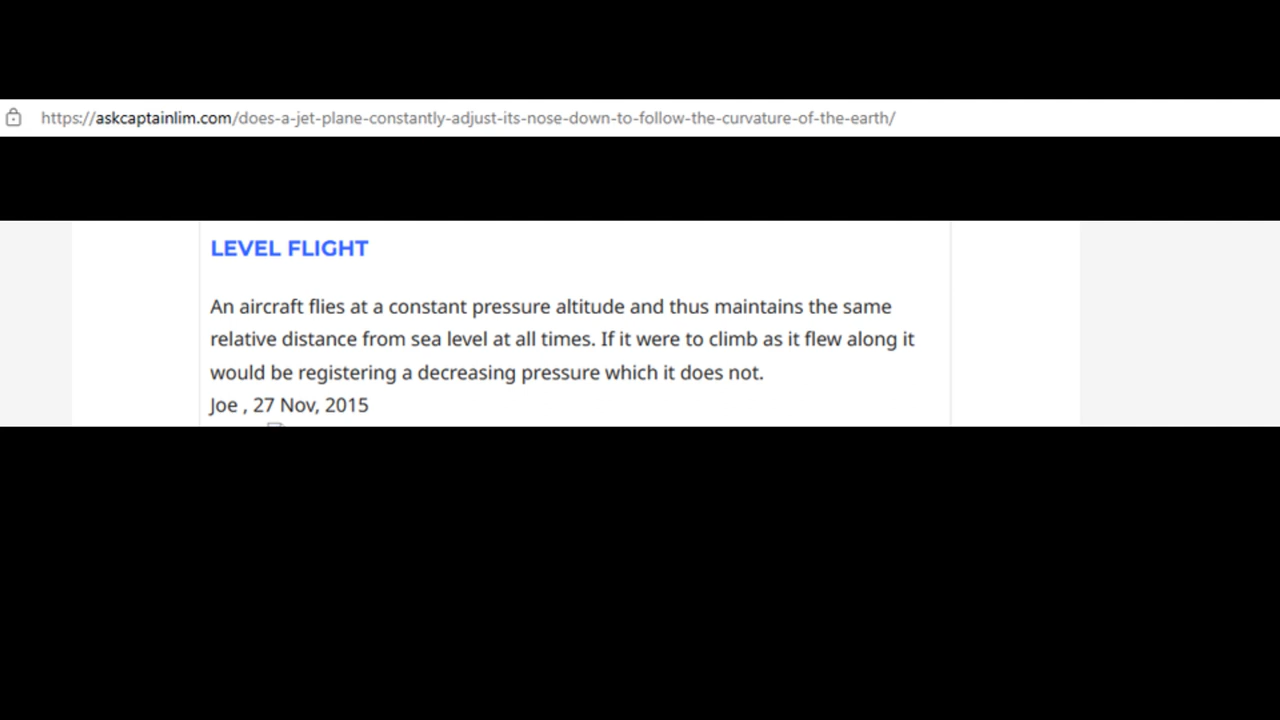 https://askcaptainlim.com/does-a-jet-plane-constantly-adjust-its-nose-down-to-follow-the-curvature-of-the-earth/
LEVEL FLIGHT
An aircraft flies at a constant pressure altitude and thus maintains the same
relative distance from sea level at all times. If it were to climb as it flew along it
would be registering a decreasing pressure which it does not.
Joe , 27 Nov, 2015